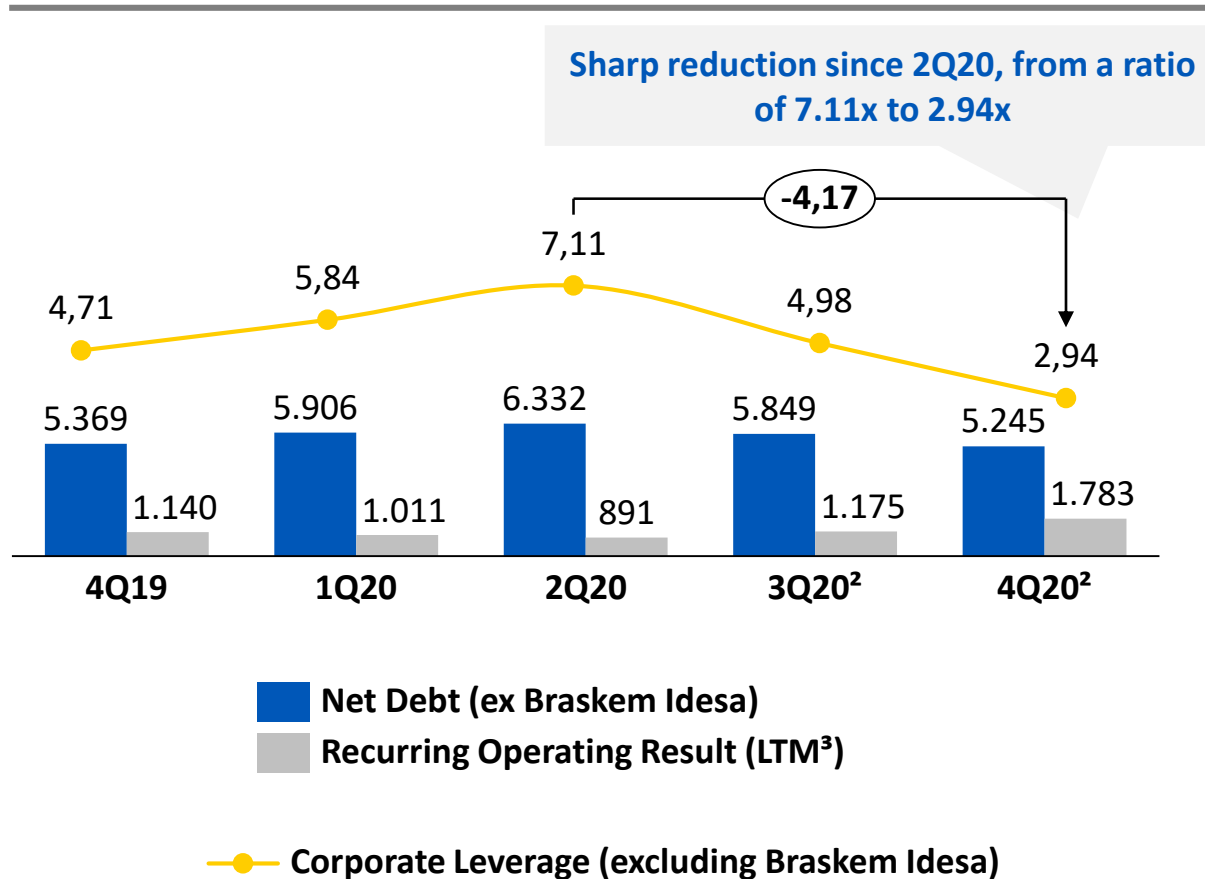 Sharp reduction since 2Q20, from a ratio
of 7.11x to 2.94x
-4,17
4,71
5,84
7,11
4,98
2,94
5.369
1.140
5.906
1.011
6.332
891
5.849
1.175
5.245
1.783
4Q19
1Q20
2Q20
3Q20²
4Q20²
Net Debt (ex Braskem Idesa)
Recurring Operating Result (LTM³)
Corporate Leverage (excluding Braskem Idesa)